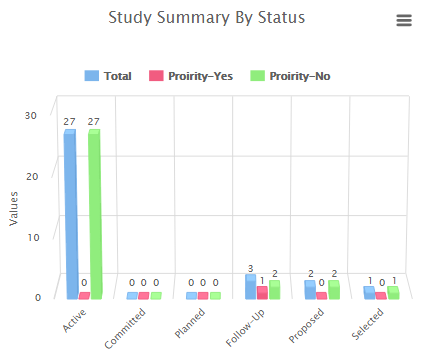 Study Summary By Status
Total Proirity-Yes Proirity-No
Values
30
20
10
0
27 0 27
0 0 0
0 0 0
3 1 2
2 0 2
1 0 1
Active
Committed
Planned
Follow-Up
Proposed
Selected